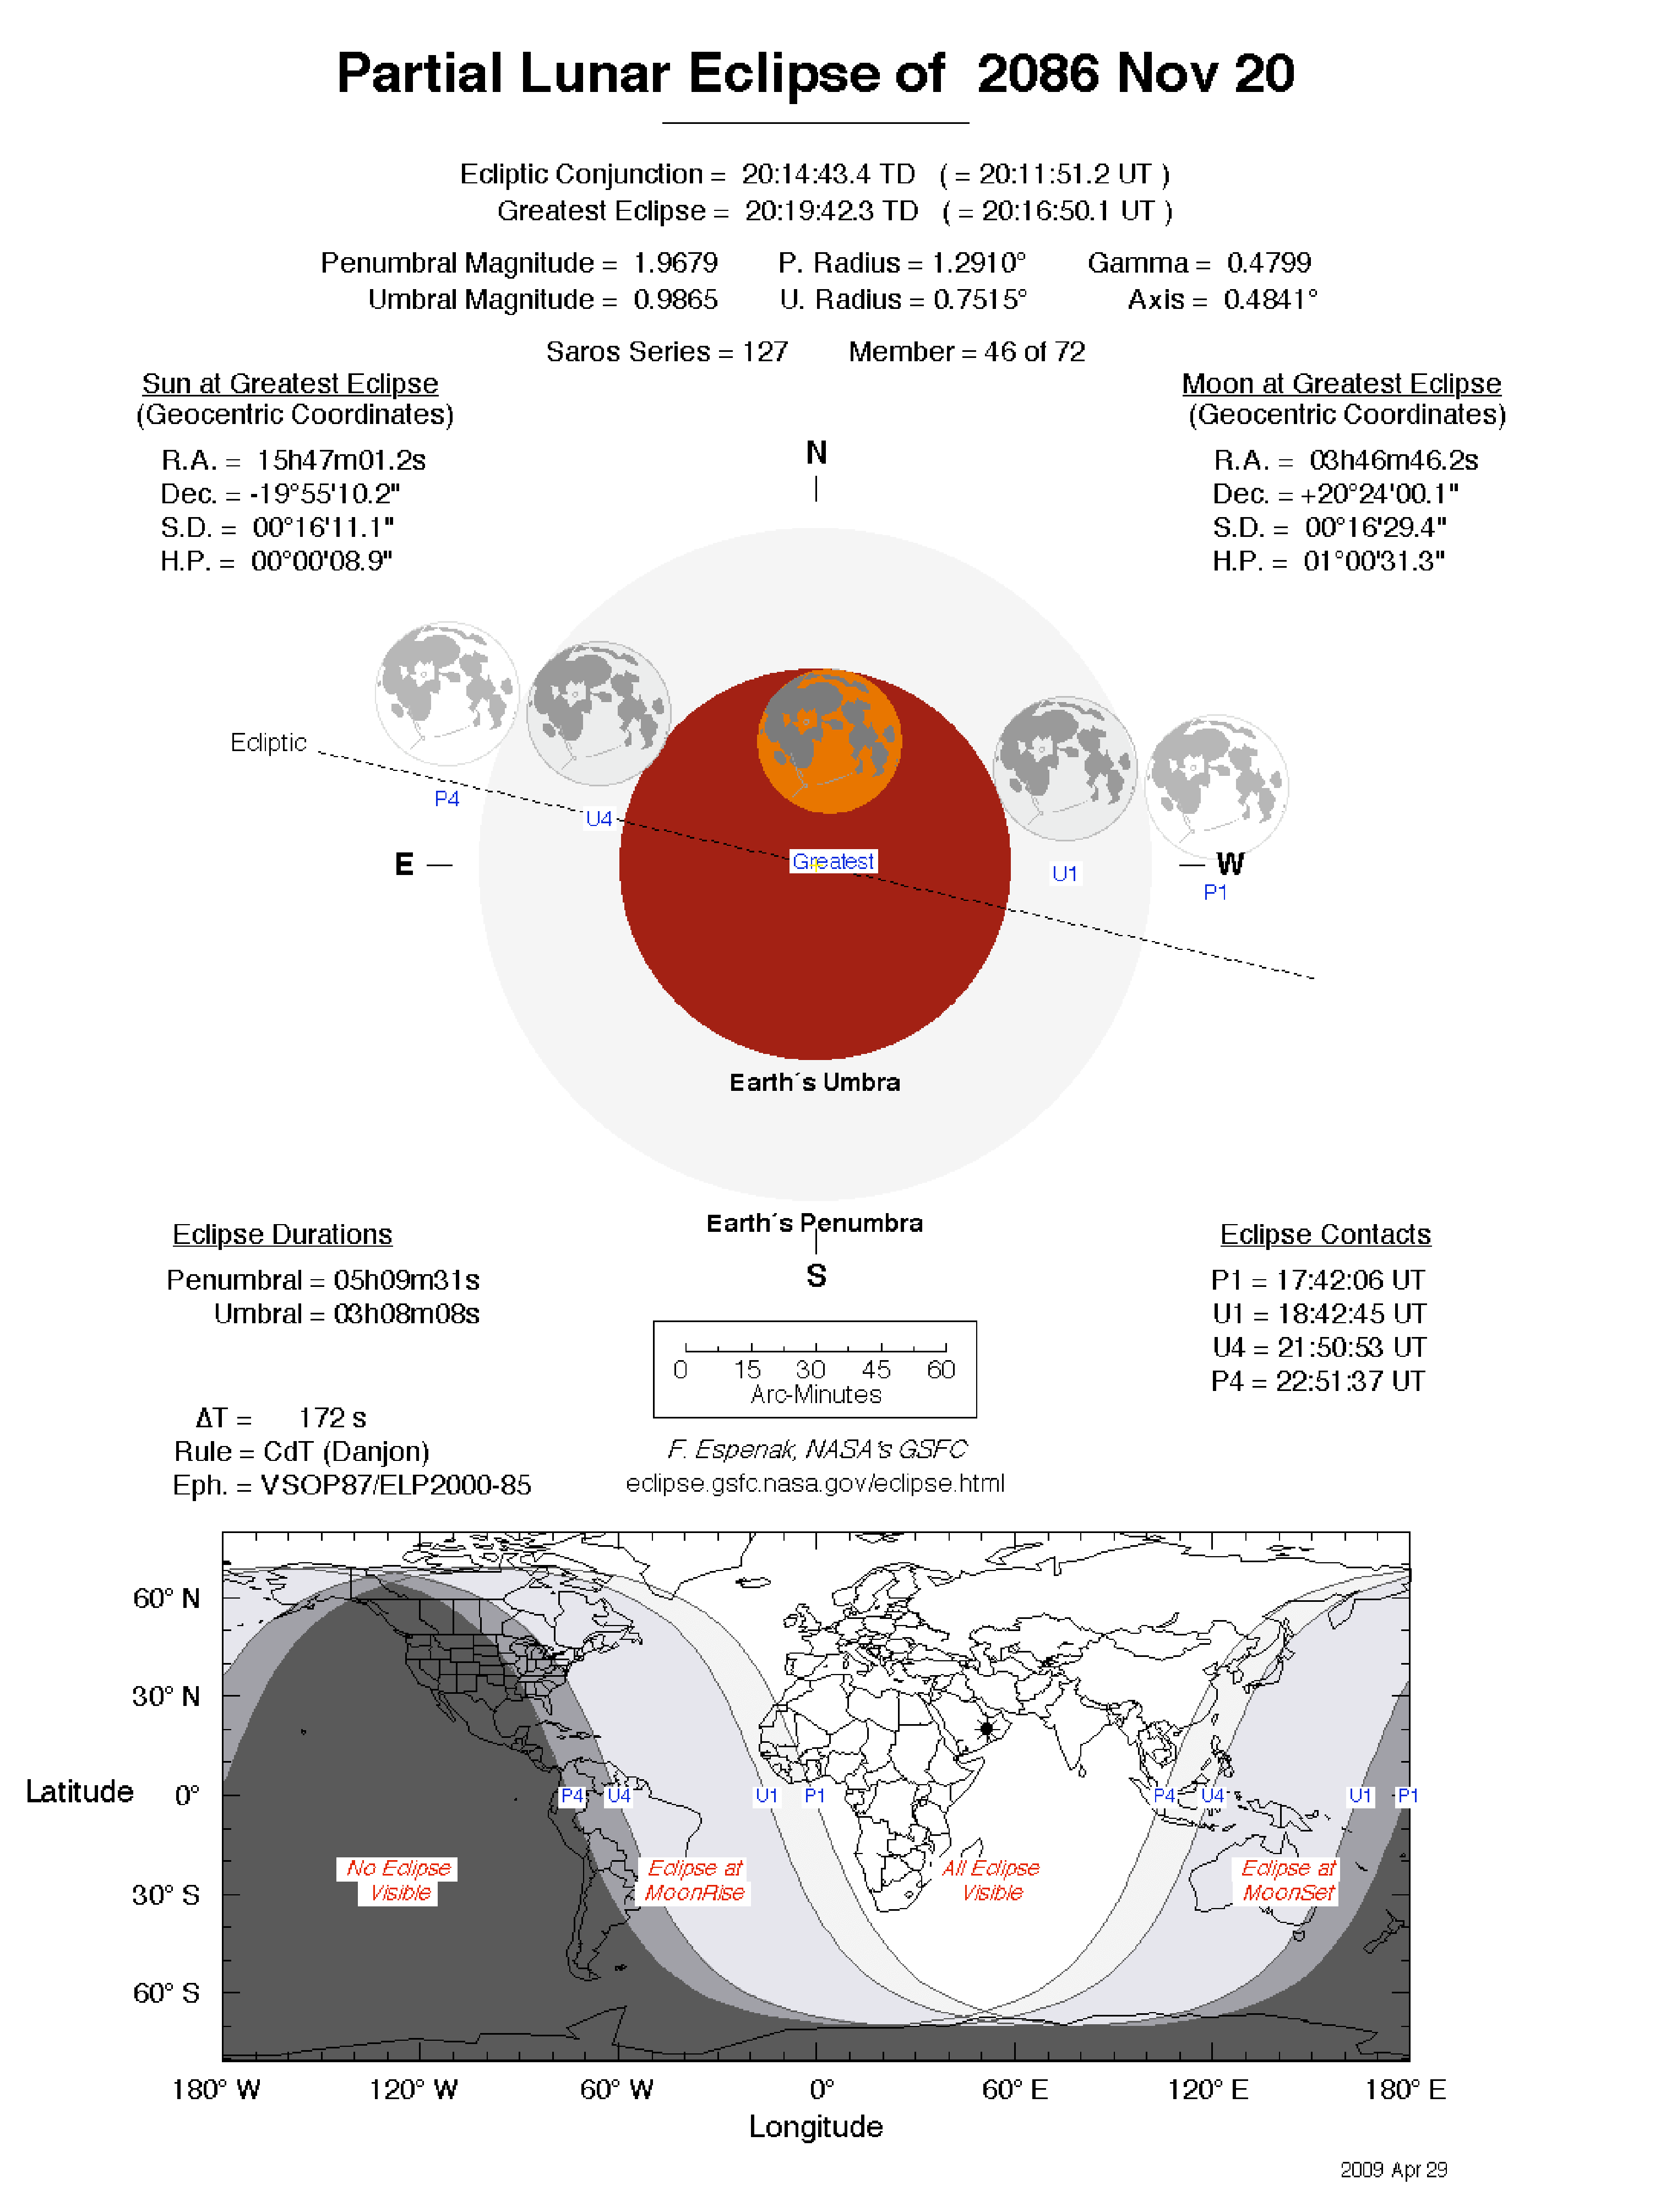 Partial Lunar Eclipse of  2086 Nov 20
Ecliptic Conjunction =  20:14:43.4 TD   ( = 20:11:51.2 UT )
Greatest Eclipse =  20:19:42.3 TD   ( = 20:16:50.1 UT )
Penumbral Magnitude =  1.9679   P. Radius = 1.2910°   Gamma =  0.4799
Umbral Magnitude =  0.9865   U. Radius = 0.7515°   Axis =  0.4841°
Saros Series = 127   Member = 46 of 72
Sun at Greatest Eclipse
(Geocentric Coordinates)
R.A. =  15h47m01.2s
Dec. = -19°55'10.2"
S.D. =  00°16'11.1"
H.P. =  00°00'08.9"
Moon at Greatest Eclipse
(Geocentric Coordinates)
R.A. =  03h46m46.2s
Dec. = +20°24'00.1"
S.D. =  00°16'29.4"
H.P. =  01°00'31.3"
N
Ecliptic
P4
U4
Greatest
E
W
U1
P1
Earth´s Umbra
Earth´s Penumbra
S
Eclipse Durations
Penumbral = 05h09m31s
Umbral = 03h08m08s
Eclipse Contacts
P1 = 17:42:06 UT
U1 = 18:42:45 UT
U4 = 21:50:53 UT
P4 = 22:51:37 UT
0 15 30 45 60
Arc-Minutes
ΔT =      172 s
Rule = CdT (Danjon)
Eph. = VSOP87/ELP2000-85
F. Espenak, NASA's GSFC
eclipse.gsfc.nasa.gov/eclipse.html
60° N
30° N
Latitude
0°
30° S
60° S
P4 U4 U1 P1 P4 U4 U1 P1
No Eclipse
Visible
Eclipse at
MoonRise
All Eclipse
Visible
Eclipse at
MoonSet
180° W 120° W 60° W 0° 60° E 120° E 180° E
Longitude
2009 Apr 29